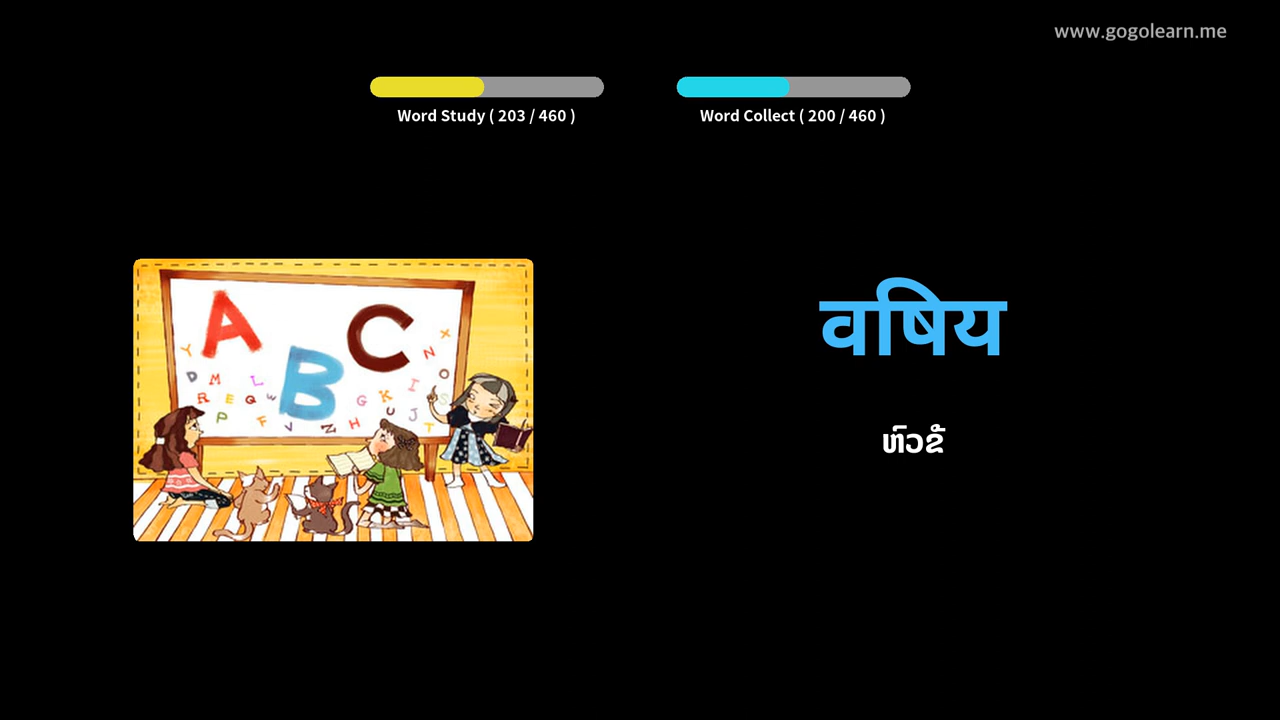 www.gogolearn.me
Word Study ( 203 / 460 )
Word Collect ( 200 / 460 )
A B C
Y X N
D M L I O
R E Q W G K S
P F V Z H U J T
वषिय
ຫົວຂໍ້